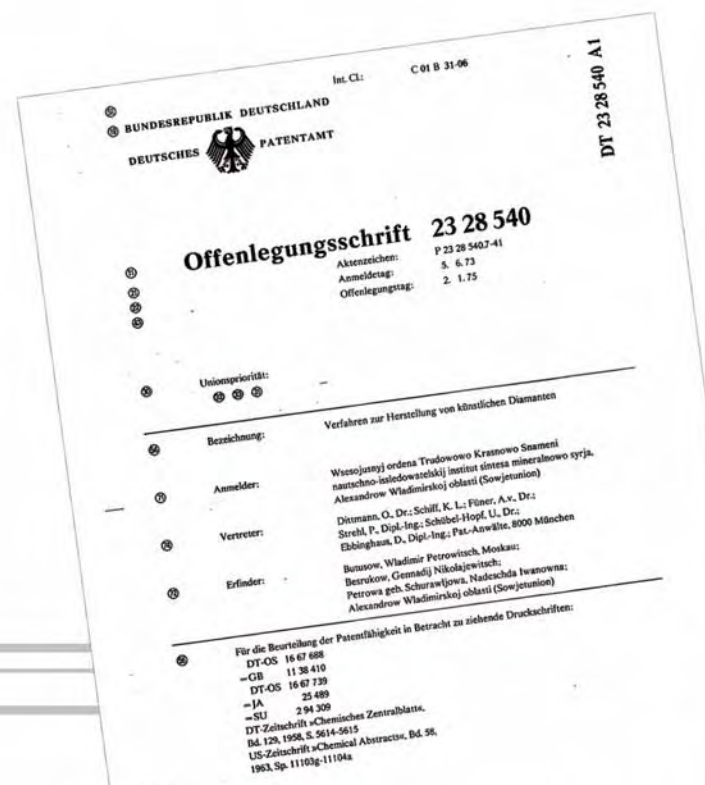 Int. Cl.: C 01 B 31-06
BUNDESREPUBLIK DEUTSCHLAND
DEUTSCHES PATENTAMT
DT 23 28 540 A1
Offenlegungsschrift 23 28 540
Aktenzeichen: P 23 28 540.7-41
Anmeldetag: 5. 6. 73
Offenlegungstag: 2. 1. 75
Unionspriorität: –
Bezeichnung: Verfahren zur Herstellung von künstlichen Diamanten
Anmelder: Wsesojusnyj ordena Trudowowo Krasnowo Snameni
nautschno-issledowatelskij institut sintesa mineralnowo syrja,
Alexandrow Wladimirskoj oblasti (Sowjetunion)
Vertreter: Dittmann, O., Dr.; Schiff, K. L.; Füner, A.v., Dr.;
Strehl, P., Dipl.-Ing.; Schübel-Hopf, U., Dr.;
Ebbinghaus, D., Dipl.-Ing.; Pat.-Anwälte, 8000 München
Erfinder: Butusow, Wladimir Petrowitsch, Moskau;
Besrukow, Gennadij Nikolajewitsch;
Petrowa geb. Schurawljowa, Nadeschda Iwanowna;
Alexandrow Wladimirskoj oblasti (Sowjetunion)
Für die Beurteilung der Patentfähigkeit in Betracht zu ziehende Druckschriften:
DT-OS 16 67 688
=GB 11 38 410
DT-OS 16 67 739
=JA 25 489
=SU 2 94 309
DT-Zeitschrift »Chemisches Zentralblatt«,
Bd. 129, 1958, S. 5614-5615
US-Zeitschrift »Chemical Abstracts«, Bd. 58,
1963, Sp. 11103g-11104a